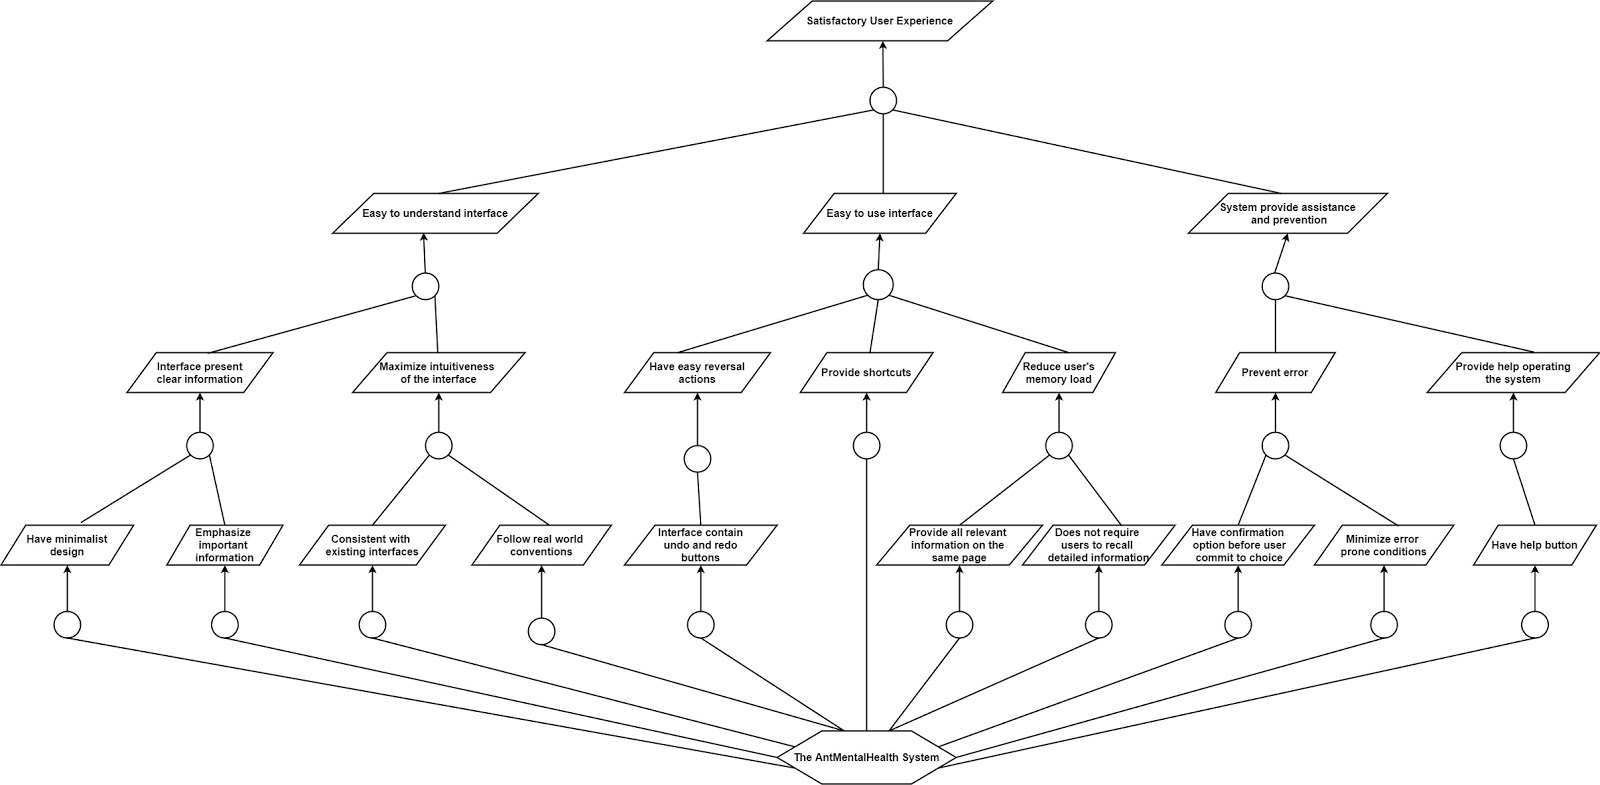 Satisfactory User Experience
Easy to understand interface
Easy to use interface
System provide assistance
and prevention
Interface present
clear information
Maximize intuitiveness
of the interface
Have easy reversal
actions
Provide shortcuts
Reduce user's
memory load
Prevent error
Provide help operating
the system
Have minimalist
design
Emphasize
important
information
Consistent with
existing interfaces
Follow real world
conventions
Interface contain
undo and redo
buttons
Provide all relevant
information on the
same page
Does not require
users to recall
detailed information
Have confirmation
option before user
commit to choice
Minimize error
prone conditions
Have help button
The AntMentalHealth System